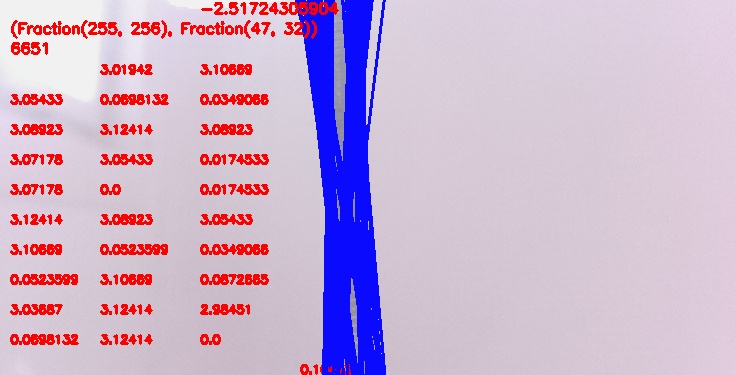 -2.51724305904
(Fraction(255, 256), Fraction(47, 32))
6651
3.01942 3.10669
3.05433 0.0698132 0.0349066
3.08923 3.12414 3.08923
3.07178 3.05433 0.0174533
3.07178 0.0 0.0174533
3.12414 3.08923 3.05433
3.10669 0.0523599 0.0349066
0.0523599 3.10669 0.0872665
3.03687 3.12414 2.98451
0.0698132 3.12414 0.0